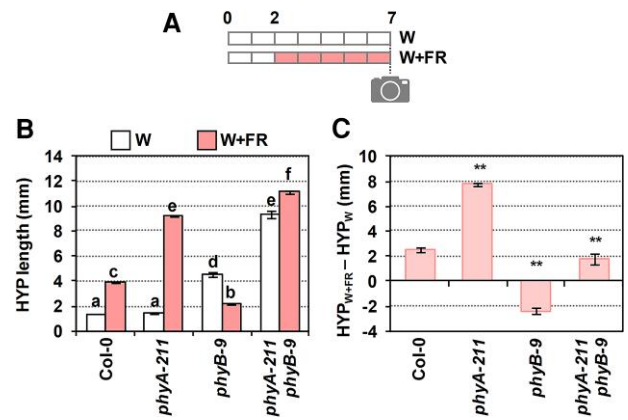 A
0 2 7
W
W+FR
B
W W+FR
HYP length (mm)
14
12
10
8
6
4
2
0
a c a e d b e f
Col-0
phyA-211
phyB-9
phyA-211
phyB-9
C
HYPW+FR – HYPW (mm)
10
8
6
4
2
0
-2
-4
** ** **
Col-0
phyA-211
phyB-9
phyA-211
phyB-9